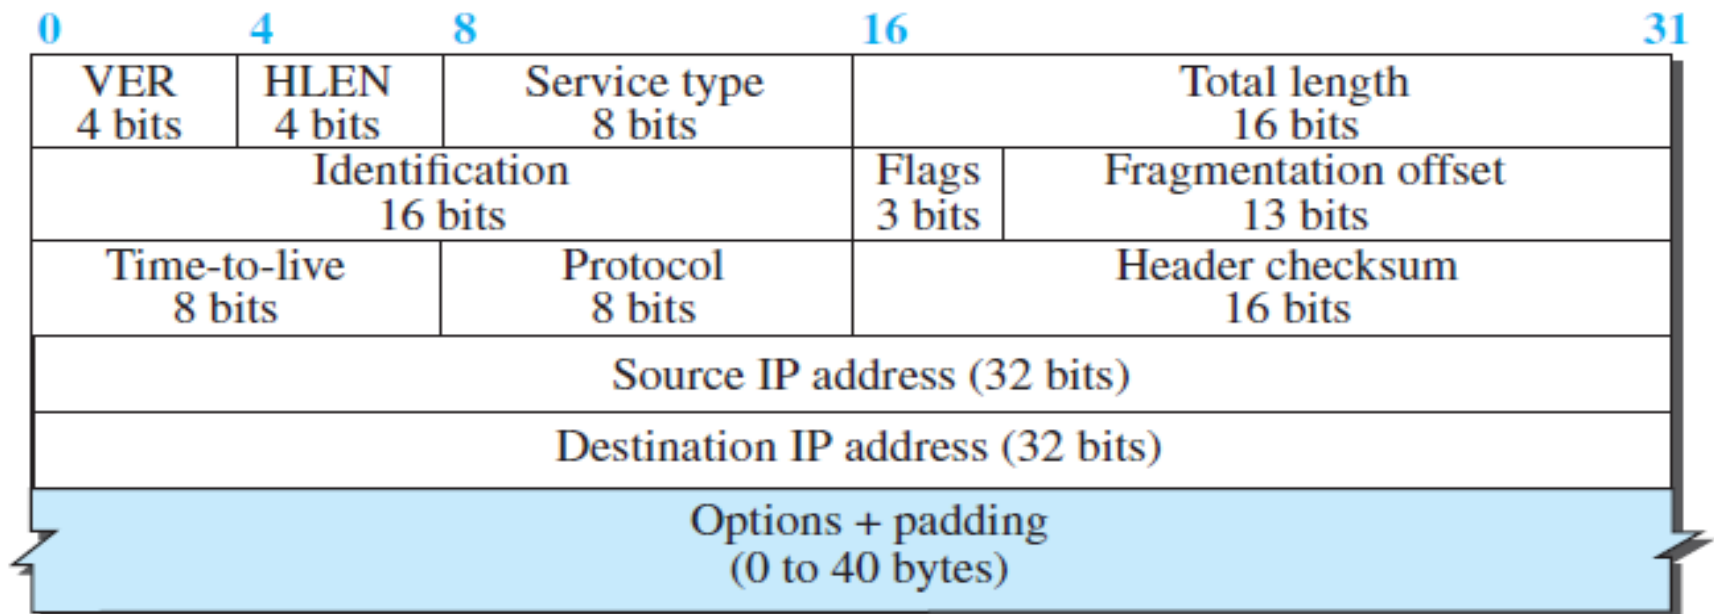 0 4 8 16 31
VER HLEN Service type Total length
4 bits 4 bits 8 bits 16 bits
Identification Flags Fragmentation offset
16 bits 3 bits 13 bits
Time-to-live Protocol Header checksum
8 bits 8 bits 16 bits
Source IP address (32 bits)
Destination IP address (32 bits)
Options + padding
(0 to 40 bytes)